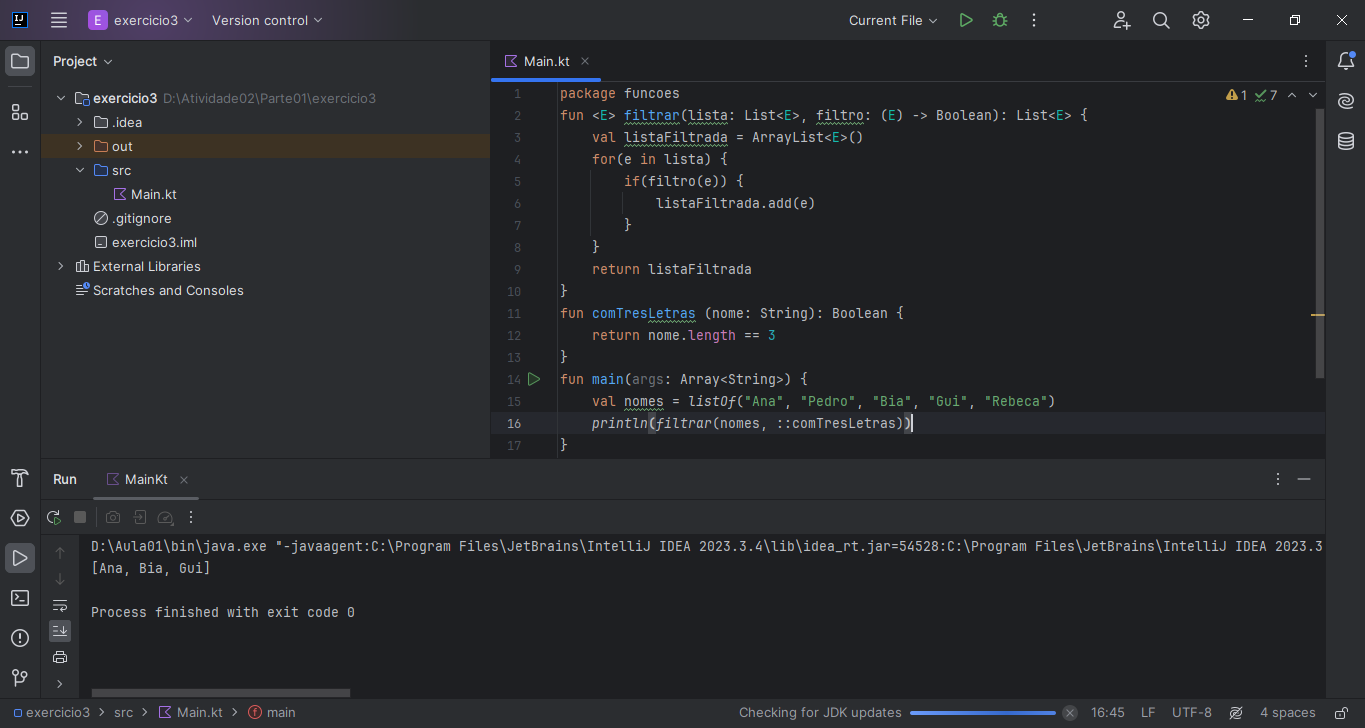 E exercicio3 Version control Current File
Project
exercicio3 D:\Atividade02\Parte01\exercicio3
.idea
out
src
Main.kt
.gitignore
exercicio3.iml
External Libraries
Scratches and Consoles
Main.kt
1 7
1 package funcoes
2 fun <E> filtrar(lista: List<E>, filtro: (E) -> Boolean): List<E> {
3 val listaFiltrada = ArrayList<E>()
4 for(e in lista) {
5 if(filtro(e)) {
6 listaFiltrada.add(e)
7 }
8 }
9 return listaFiltrada
10 }
11 fun comTresLetras (nome: String): Boolean {
12 return nome.length == 3
13 }
14 fun main(args: Array<String>) {
15 val nomes = listOf("Ana", "Pedro", "Bia", "Gui", "Rebeca")
16 println(filtrar(nomes, ::comTresLetras))
17 }
Run MainKt
D:\Aula01\bin\java.exe "-javaagent:C:\Program Files\JetBrains\IntelliJ IDEA 2023.3.4\lib\idea_rt.jar=54528:C:\Program Files\JetBrains\IntelliJ IDEA 2023.3
[Ana, Bia, Gui]
Process finished with exit code 0
exercicio3 > src > Main.kt > main Checking for JDK updates 16:45 LF UTF-8 4 spaces